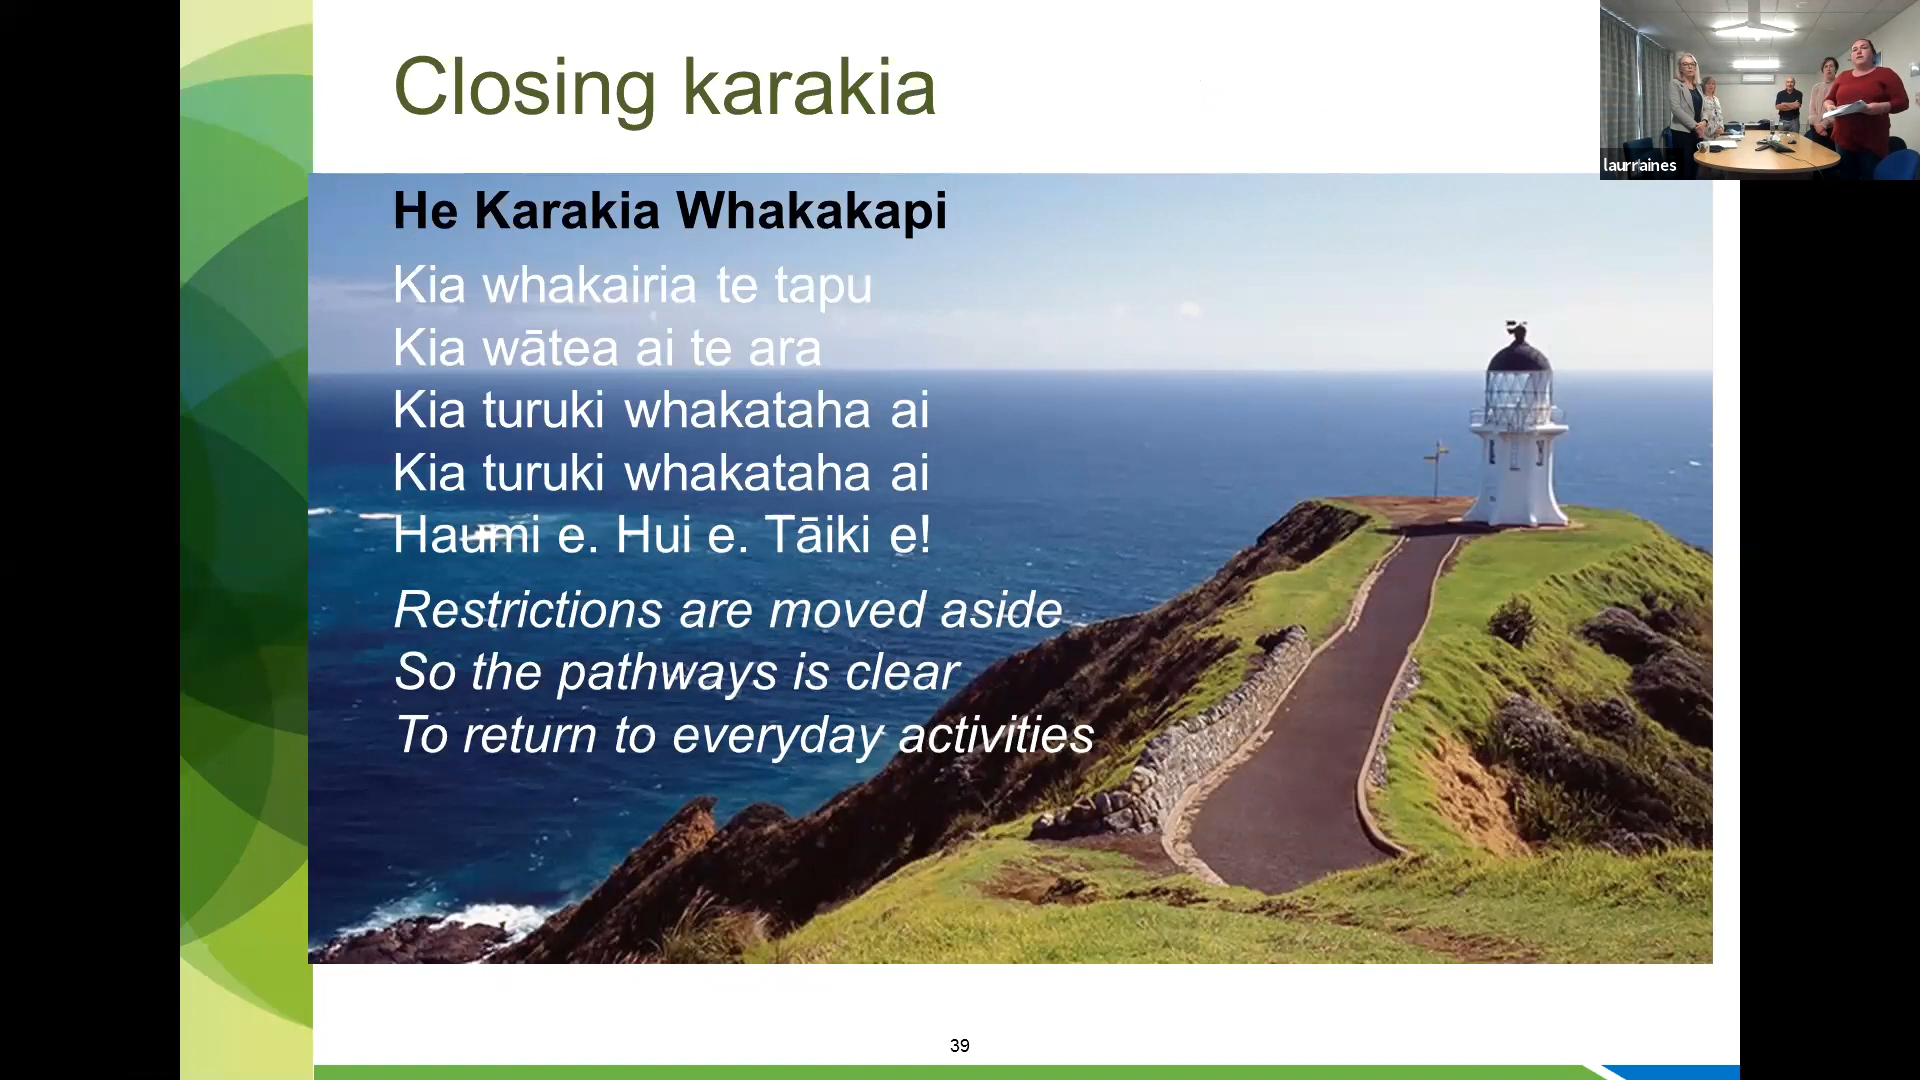 Closing karakia
laurraines
He Karakia Whakakapi
Kia whakairia te tapu
Kia wātea ai te ara
Kia turuki whakataha ai
Kia turuki whakataha ai
Haumi e. Hui e. Tāiki e!
Restrictions are moved aside
So the pathways is clear
To return to everyday activities
39